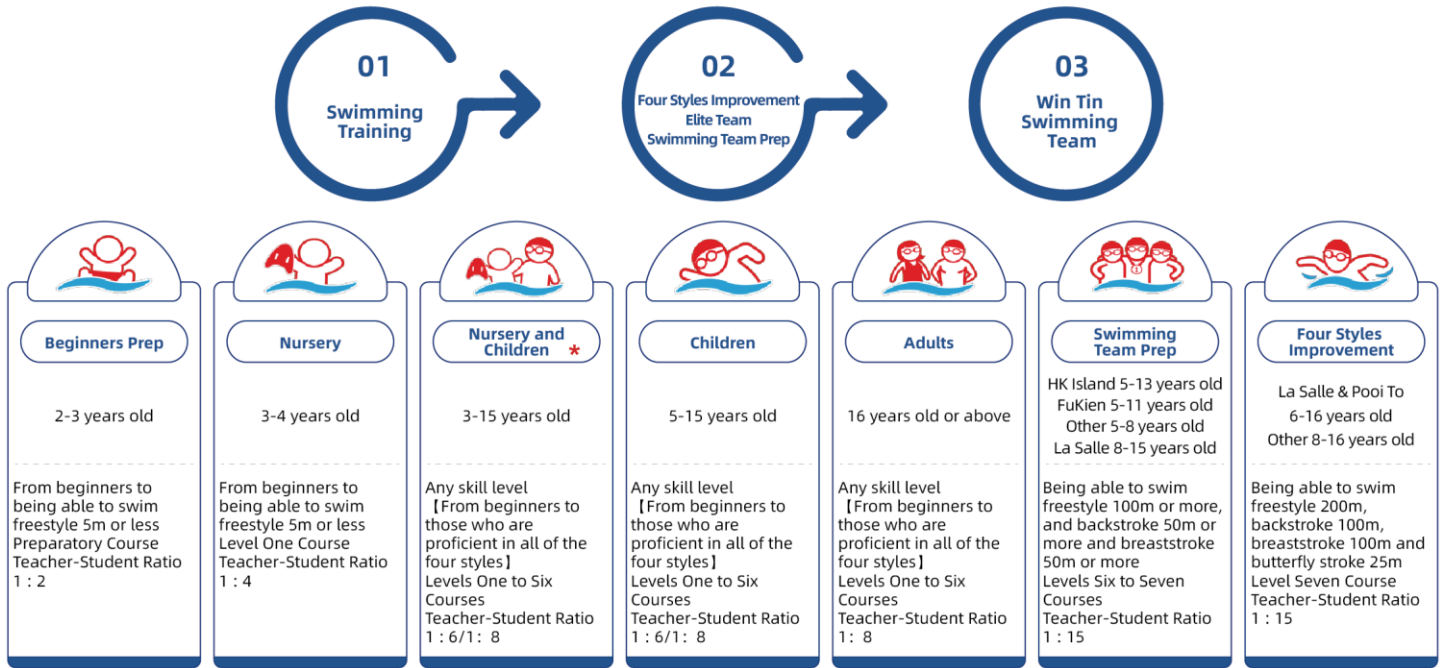 01
Swimming
Training
02
Four Styles Improvement
Elite Team
Swimming Team Prep
03
Win Tin
Swimming
Team
Beginners Prep
2-3 years old
From beginners to
being able to swim
freestyle 5m or less
Preparatory Course
Teacher-Student Ratio
1 : 2
Nursery
3-4 years old
From beginners to
being able to swim
freestyle 5m or less
Level One Course
Teacher-Student Ratio
1 : 4
Nursery and
Children *
3-15 years old
Any skill level
【From beginners to
those who are
proficient in all of the
four styles】
Levels One to Six
Courses
Teacher-Student Ratio
1 : 6/1: 8
Children
5-15 years old
Any skill level
【From beginners to
those who are
proficient in all of the
four styles】
Levels One to Six
Courses
Teacher-Student Ratio
1 : 6/1: 8
Adults
16 years old or above
Any skill level
【From beginners to
those who are
proficient in all of the
four styles】
Levels One to Six
Courses
Teacher-Student Ratio
1: 8
Swimming
Team Prep
HK Island 5-13 years old
FuKien 5-11 years old
Other 5-8 years old
La Salle 8-15 years old
Being able to swim
freestyle 100m or more,
and backstroke 50m or
more and breaststroke
50m or more
Levels Six to Seven
Courses
Teacher-Student Ratio
1 : 15
Four Styles
Improvement
La Salle & Pooi To
6-16 years old
Other 8-16 years old
Being able to swim
freestyle 200m,
backstroke 100m,
breaststroke 100m and
butterfly stroke 25m
Level Seven Course
Teacher-Student Ratio
1 : 15